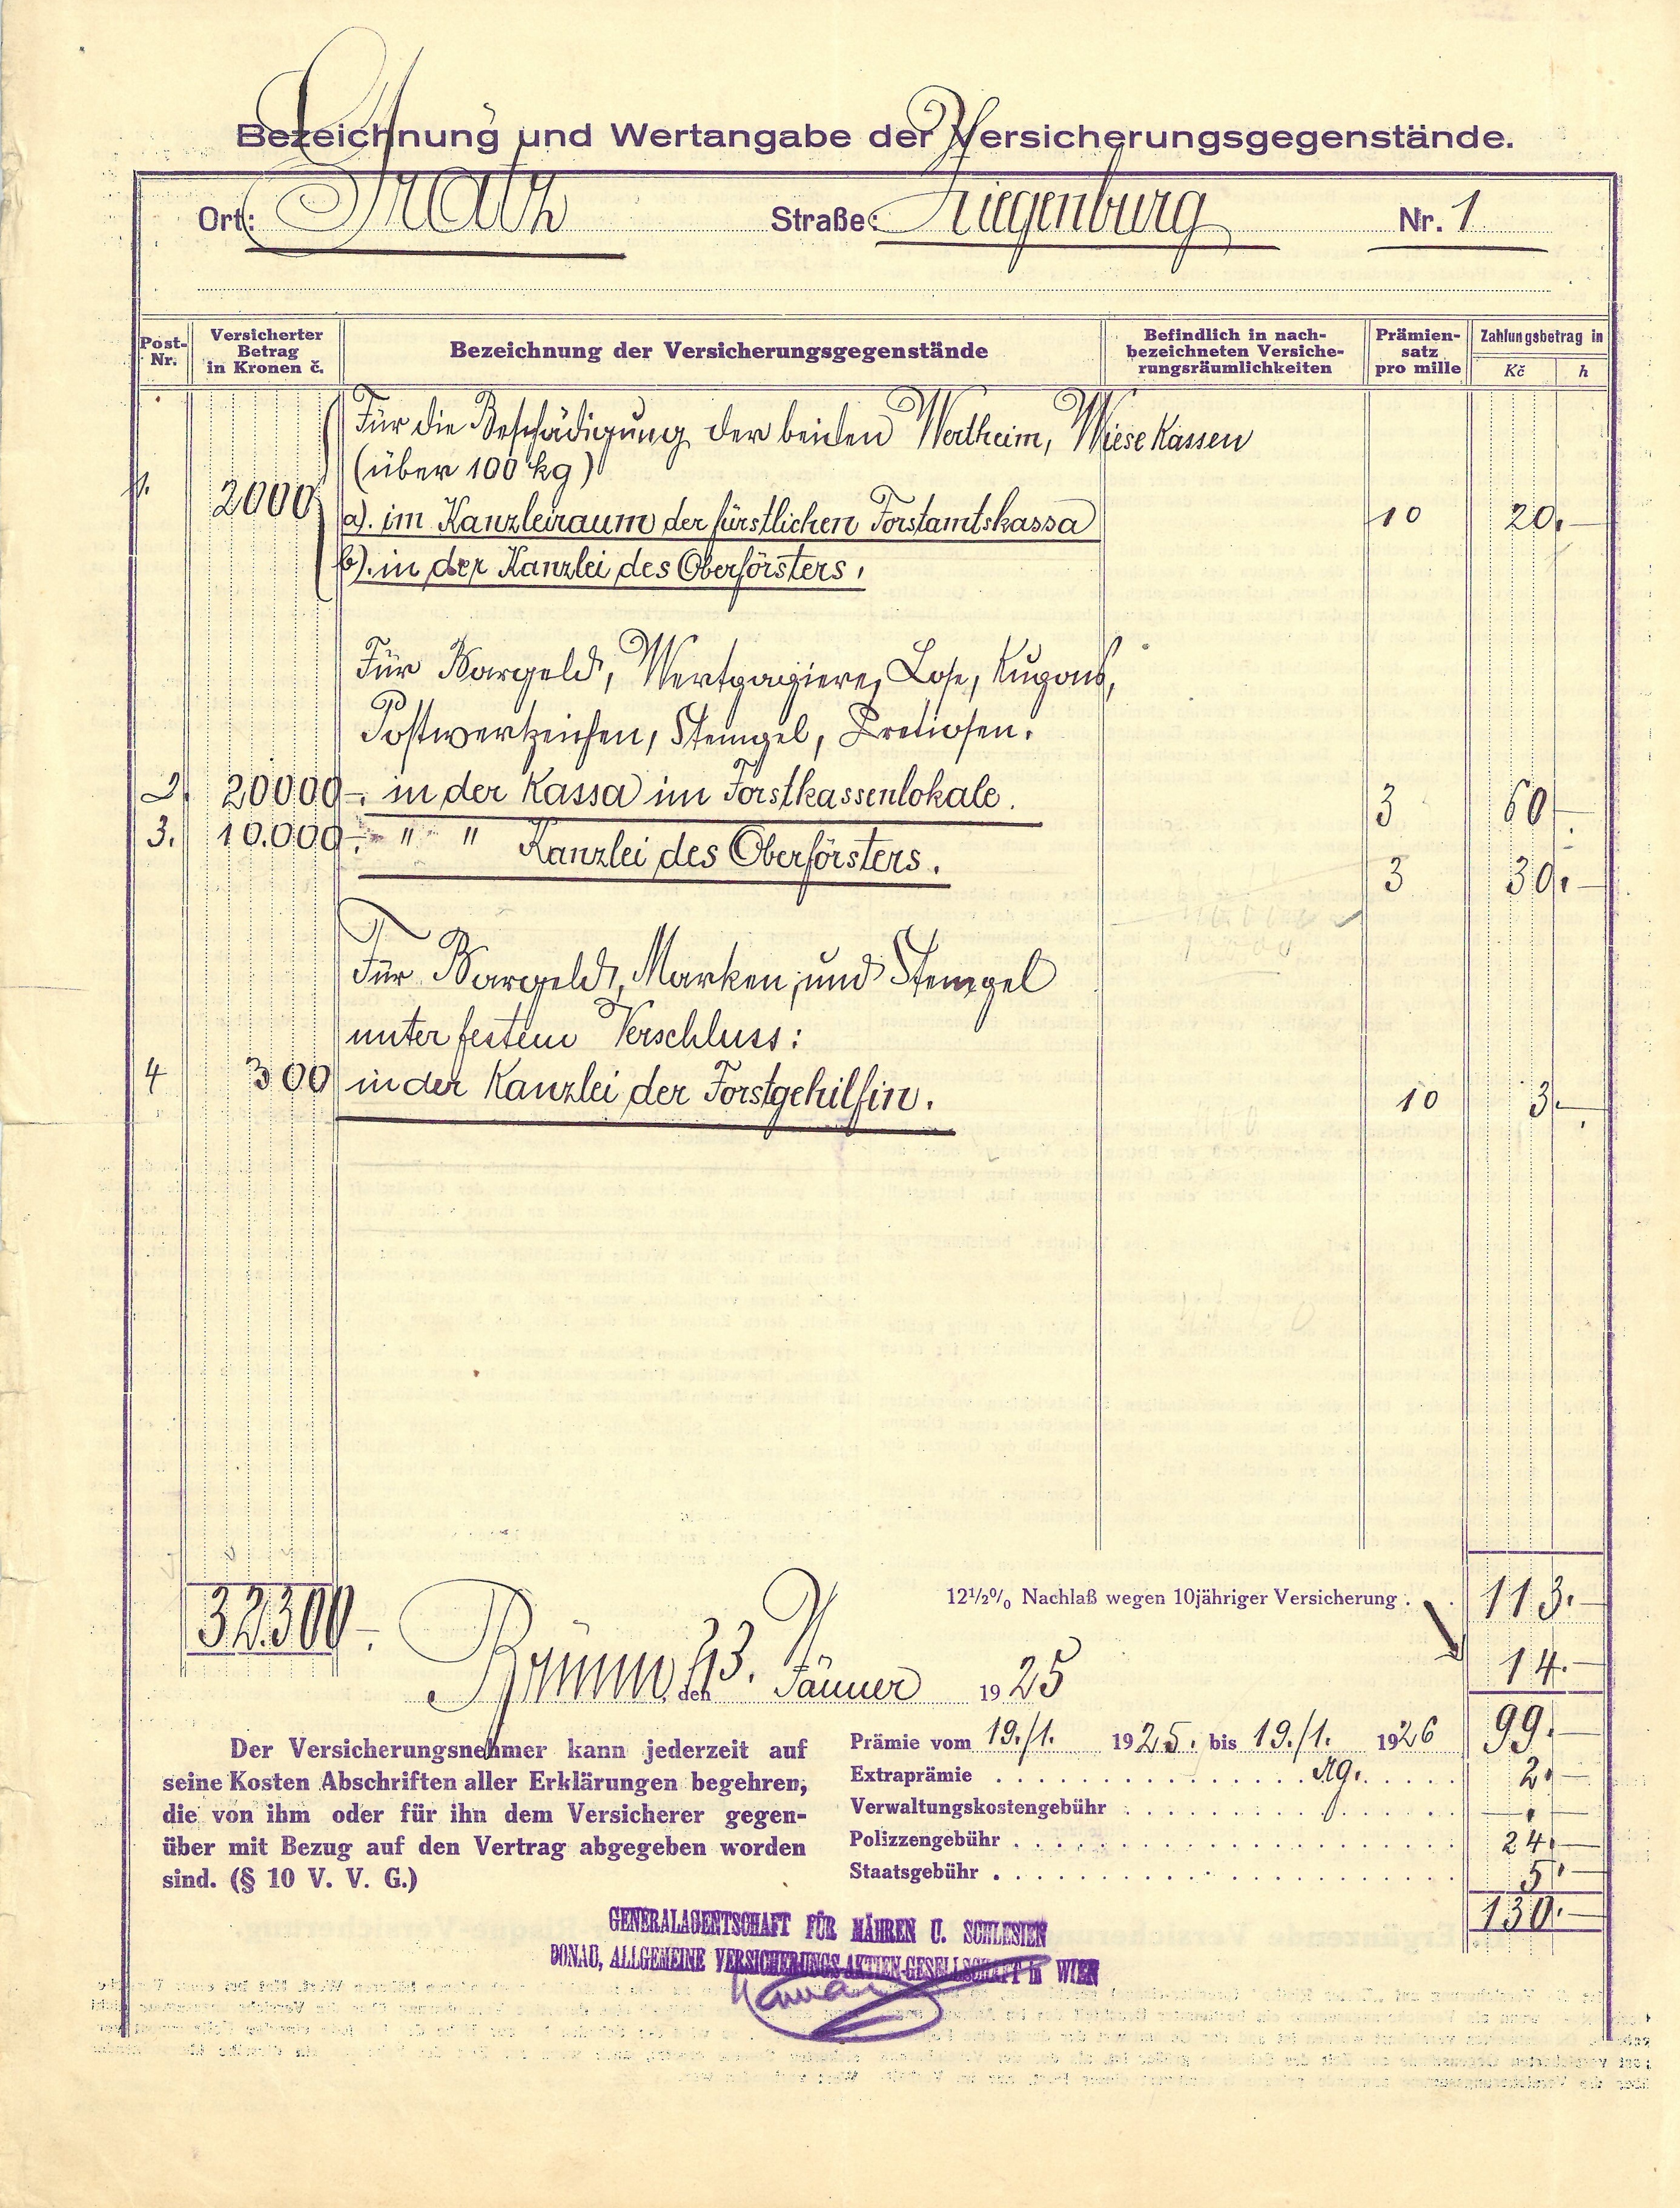 Bezeichnung und Wertangabe der Versicherungsgegenstände.
Ort: Gratz Straße: Ziegenburg Nr. 1
Post-Nr. Versicherter Betrag in Kronen č. Bezeichnung der Versicherungsgegenstände Befindlich in nachbezeichneten Versicherungsräumlichkeiten Prämiensatz pro mille Zahlungsbetrag in Kč h
Für die Beschädigung der beiden Wertheim, Wiese Kassen
(über 100 kg)
1. 2000 a). im Kanzleiraum der fürstlichen Forstamtskassa 10 20.—
b). in der Kanzlei des Oberförsters.
Für Bargeld, Wertpapiere, Lose, Kupons,
Postwertzeichen, Stempel, Pretiosen.
2. 20000 –. in der Kassa im Forstkassenlokale. 3 60.—
3. 10.000 –. " " Kanzlei des Oberförsters. 3 30.—
Für Bargeld, Marken, und Stempel
unter festem Verschluss:
4 300 in der Kanzlei der Forstgehilfin. 10 3.—
32.300 –. 12½% Nachlaß wegen 10jähriger Versicherung . . 113.—
14.—
Brünn, den 23. Jänner 1925
Prämie vom 19./1. 1925. bis 19./1. 1926 99.—
Extraprämie . . . . 2.—
Verwaltungskostengebühr . . . . —.—
Polizzengebühr . . . . 24.—
Staatsgebühr . . . . 5.—
130.—
Der Versicherungsnehmer kann jederzeit auf
seine Kosten Abschriften aller Erklärungen begehren,
die von ihm oder für ihn dem Versicherer gegen-
über mit Bezug auf den Vertrag abgegeben worden
sind. (§ 10 V. V. G.)
GENERALAGENTSCHAFT FÜR MÄHREN U. SCHLESIEN
DONAU, ALLGEMEINE VERSICHERUNGS-AKTIEN-GESELLSCHAFT in WIEN